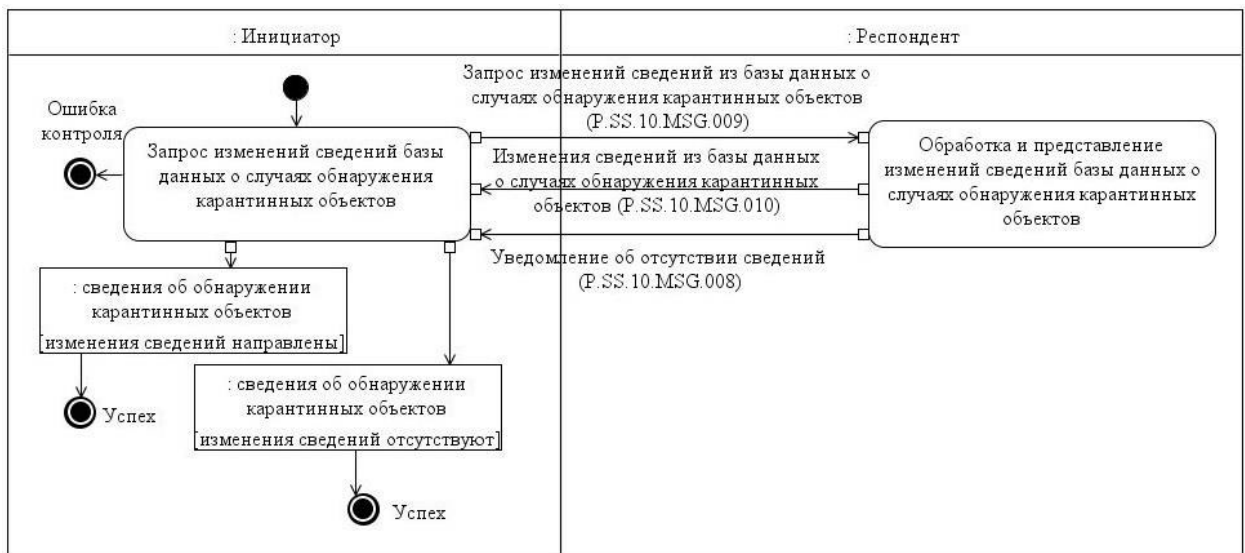 : Инициатор
: Респондент
Ошибка
контроля
Запрос изменений сведений базы
данных о случаях обнаружения
карантинных объектов
Запрос изменений сведений из базы данных о
случаях обнаружения карантинных объектов
(P.SS.10.MSG.009)
Изменения сведений из базы данных
о случаях обнаружения карантинных
объектов (P.SS.10.MSG.010)
Уведомление об отсутствии сведений
(P.SS.10.MSG.008)
Обработка и представление
изменений сведений базы данных о
случаях обнаружения карантинных
объектов
: сведения об обнаружении
карантинных объектов
[изменения сведений направлены]
Успех
: сведения об обнаружении
карантинных объектов
[изменения сведений отсутствуют]
Успех